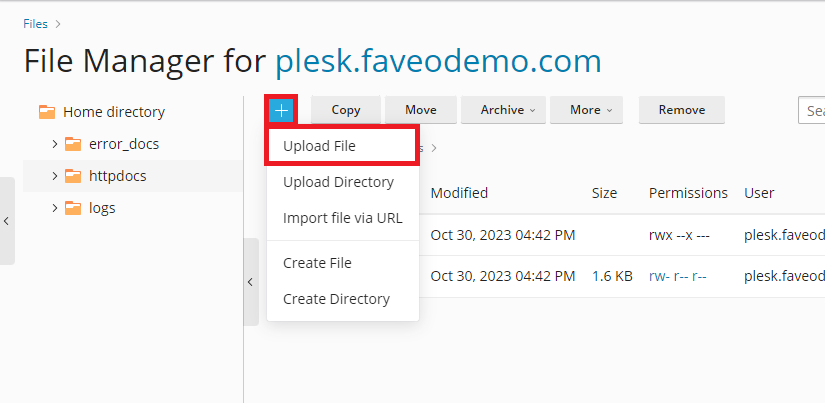 Files >
File Manager for plesk.faveodemo.com
Home directory
error_docs
httpdocs
logs
+ Copy Move Archive More Remove
Upload File
Upload Directory
Import file via URL
Create File
Create Directory
Modified Size Permissions User
Oct 30, 2023 04:42 PM rwx --x --- plesk.faveod
Oct 30, 2023 04:42 PM 1.6 KB rw- r-- r-- plesk.faveod